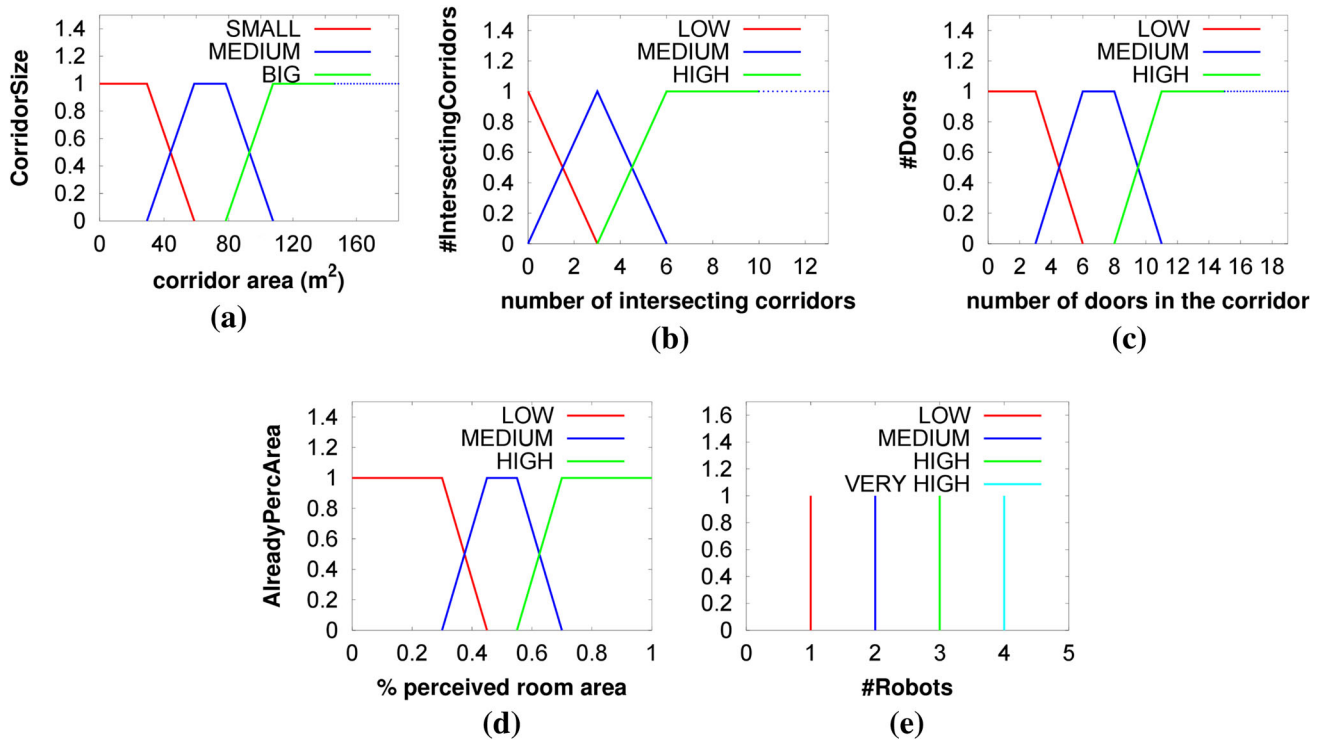 1.4
1.2
1
0.8
0.6
0.4
0.2
0
CorridorSize
SMALL
MEDIUM
BIG
0 40 80 120 160
corridor area (m²)
(a)
1.4
1.2
1
0.8
0.6
0.4
0.2
0
#IntersectingCorridors
LOW
MEDIUM
HIGH
0 2 4 6 8 10 12
number of intersecting corridors
(b)
1.4
1.2
1
0.8
0.6
0.4
0.2
0
#Doors
LOW
MEDIUM
HIGH
0 2 4 6 8 10 12 14 16 18
number of doors in the corridor
(c)
1.4
1.2
1
0.8
0.6
0.4
0.2
0
AlreadyPercArea
LOW
MEDIUM
HIGH
0 0.2 0.4 0.6 0.8 1
% perceived room area
(d)
1.6
1.4
1.2
1
0.8
0.6
0.4
0.2
0
LOW
MEDIUM
HIGH
VERY HIGH
0 1 2 3 4 5
#Robots
(e)